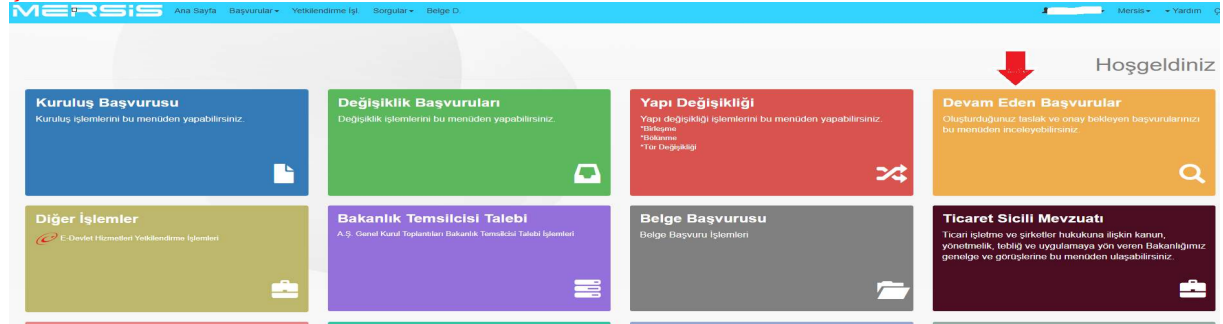 MERSiS Ana Sayfa Başvurular Yetkilendirme İşl. Sorgular Belge D. Mersis Yardım
Hoşgeldiniz
Kuruluş Başvurusu
Kuruluş işlemlerini bu menüden yapabilirsiniz.
Değişiklik Başvuruları
Değişiklik işlemlerini bu menüden yapabilirsiniz.
Yapı Değişikliği
Yapı değişikliği işlemlerini bu menüden yapabilirsiniz.
*Birleşme
*Bölünme
*Tür Değişikliği
Devam Eden Başvurular
Oluşturduğunuz taslak ve onay bekleyen başvurularınızı
bu menüden inceleyebilirsiniz.
Diğer İşlemler
E-Devlet Hizmetleri Yetkilendirme İşlemleri
Bakanlık Temsilcisi Talebi
A.Ş. Genel Kurul Toplantıları Bakanlık Temsilcisi Talebi İşlemleri
Belge Başvurusu
Belge Başvuru İşlemleri
Ticaret Sicili Mevzuatı
Ticari işletme ve şirketler hukukuna ilişkin kanun,
yönetmelik, tebliğ ve uygulamaya yön veren Bakanlığımız
genelge ve görüşlerine bu menüden ulaşabilirsiniz.